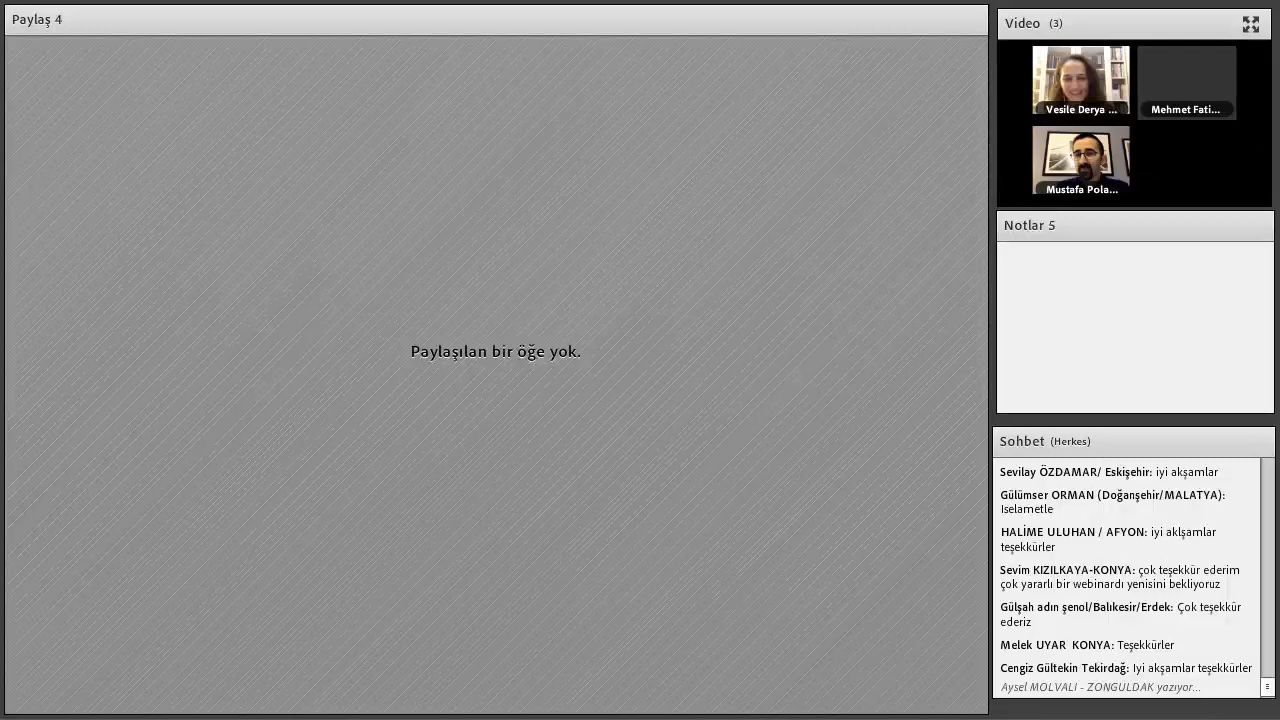 Paylaş 4
Paylaşılan bir öğe yok.
Video (3)
Vesile Derya ...
Mehmet Fati...
Mustafa Pola...
Notlar 5
Sohbet (Herkes)
Sevilay ÖZDAMAR/ Eskişehir: iyi akşamlar
Gülümser ORMAN (Doğanşehir/MALATYA):
Iselametle
HALİME ULUHAN / AFYON: iyi aklşamlar
teşekkürler
Sevim KIZILKAYA-KONYA: çok teşekkür ederim
çok yararlı bir webinardı yenisini bekliyoruz
Gülşah adın şenol/Balıkesir/Erdek: Çok teşekkür
ederiz
Melek UYAR KONYA: Teşekkürler
Cengiz Gültekin Tekirdağ: Iyi akşamlar teşekkürler
Aysel MOLVALI - ZONGULDAK yazıyor...